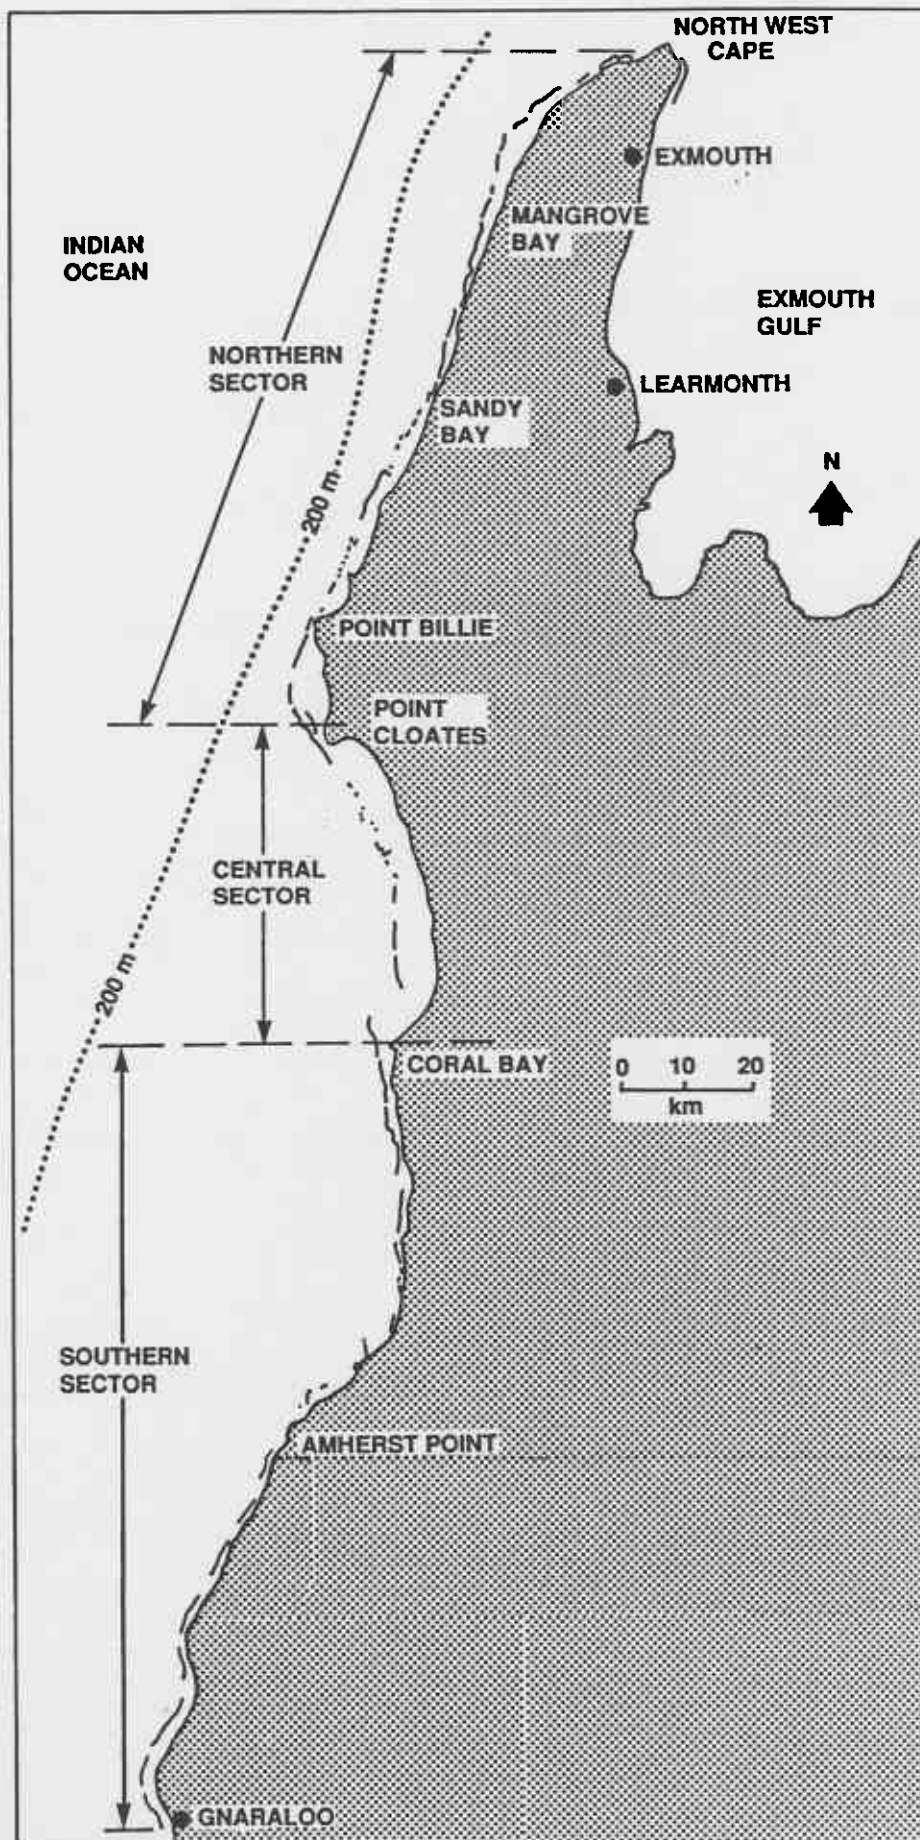 NORTH WEST
CAPE
EXMOUTH
MANGROVE
BAY
INDIAN
OCEAN
EXMOUTH
GULF
NORTHERN
SECTOR
LEARMONTH
SANDY
BAY
N
200 m
POINT BILLIE
POINT
CLOATES
CENTRAL
SECTOR
200 m
CORAL BAY
0 10 20
km
SOUTHERN
SECTOR
AMHERST POINT
GNARALOO